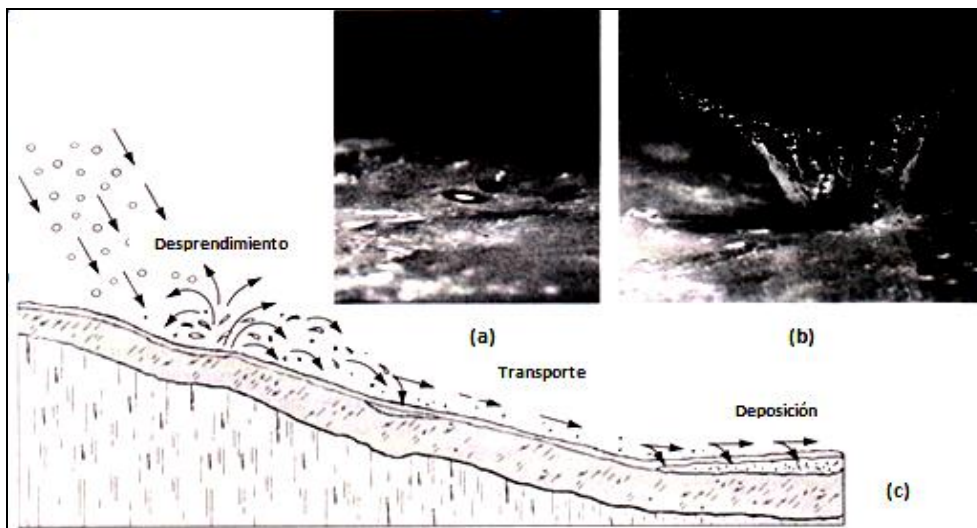 Desprendimiento
(a)
(b)
Transporte
Deposición
(c)